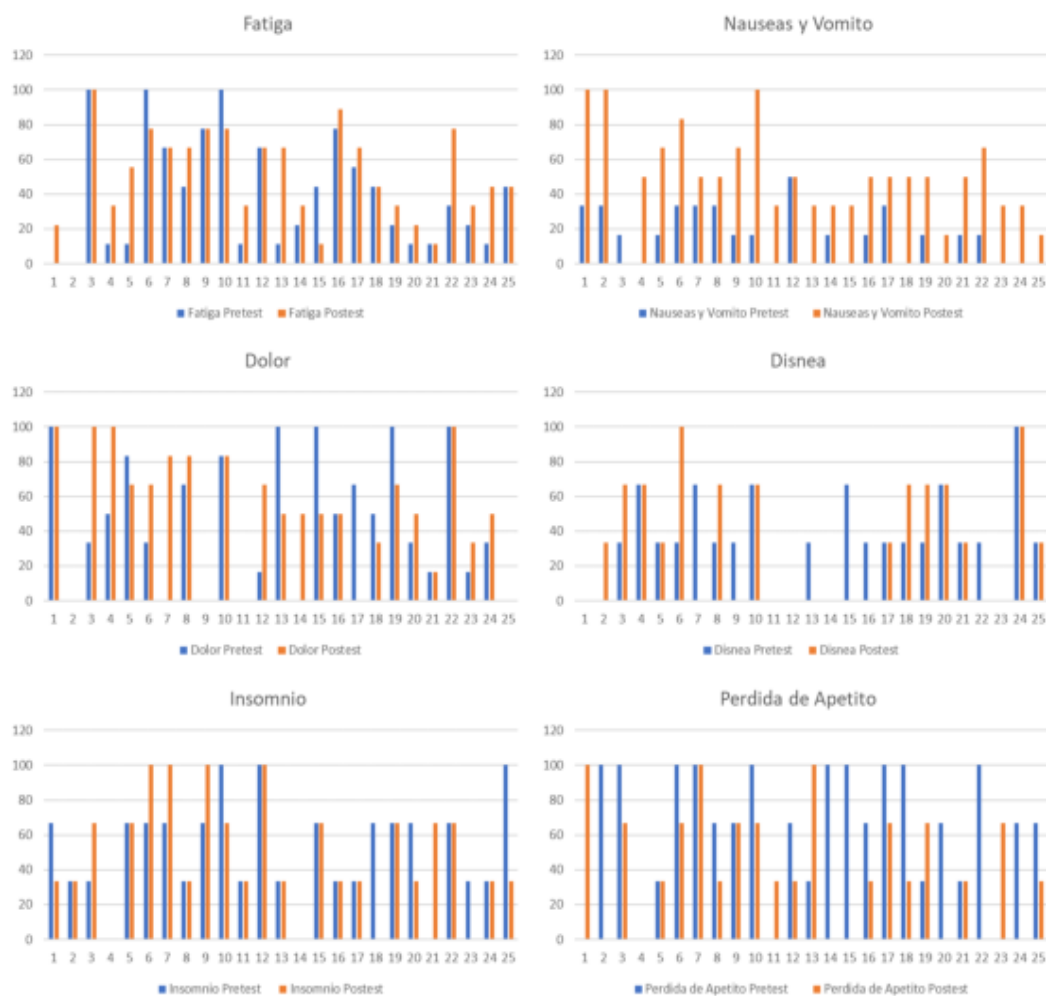 Fatiga
120
100
80
60
40
20
0
1 2 3 4 5 6 7 8 9 10 11 12 13 14 15 16 17 18 19 20 21 22 23 24 25
Fatiga Pretest Fatiga Postest
Nauseas y Vomito
120
100
80
60
40
20
0
1 2 3 4 5 6 7 8 9 10 11 12 13 14 15 16 17 18 19 20 21 22 23 24 25
Nauseas y Vomito Pretest Nauseas y Vomito Postest
Dolor
120
100
80
60
40
20
0
1 2 3 4 5 6 7 8 9 10 11 12 13 14 15 16 17 18 19 20 21 22 23 24 25
Dolor Pretest Dolor Postest
Disnea
120
100
80
60
40
20
0
1 2 3 4 5 6 7 8 9 10 11 12 13 14 15 16 17 18 19 20 21 22 23 24 25
Disnea Pretest Disnea Postest
Insomnio
120
100
80
60
40
20
0
1 2 3 4 5 6 7 8 9 10 11 12 13 14 15 16 17 18 19 20 21 22 23 24 25
Insomnio Pretest Insomnio Postest
Perdida de Apetito
120
100
80
60
40
20
0
1 2 3 4 5 6 7 8 9 10 11 12 13 14 15 16 17 18 19 20 21 22 23 24 25
Perdida de Apetito Pretest Perdida de Apetito Postest